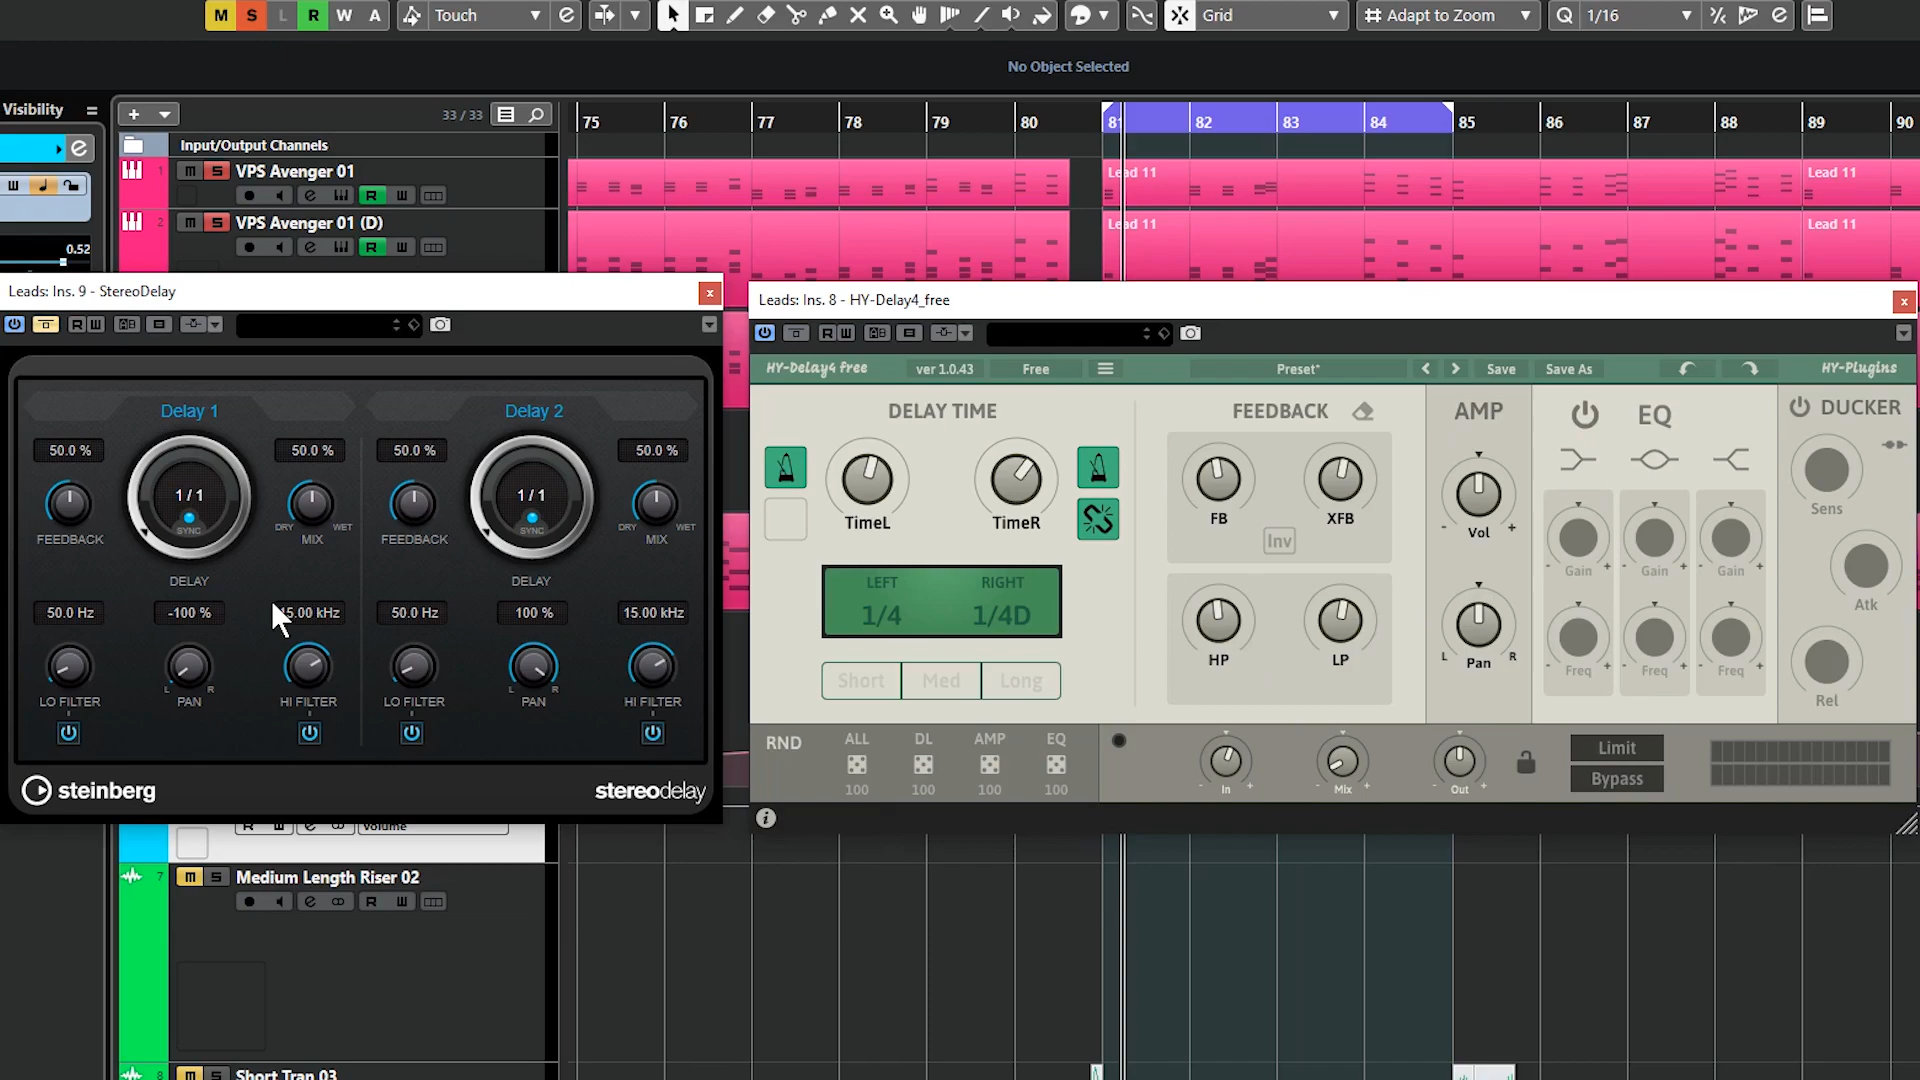 M S L R W A Touch Grid Adapt to Zoom Q 1/16
No Object Selected
Visibility
33 / 33
75 76 77 78 79 80 81 82 83 84 85 86 87 88 89 90
Input/Output Channels
1 m S VPS Avenger 01
R
Lead 11 Lead 11
2 m S VPS Avenger 01 (D)
R
Lead 11 Lead 11
0.52
Leads: Ins. 9 - StereoDelay
Delay 1 Delay 2
50.0 % 50.0 % 50.0 % 50.0 %
1/1 1/1
SYNC SYNC
DRY WET DRY WET
FEEDBACK MIX FEEDBACK MIX
DELAY DELAY
50.0 Hz -100 % 15.00 kHz 50.0 Hz 100 % 15.00 kHz
L R L R
LO FILTER PAN HI FILTER LO FILTER PAN HI FILTER
steinberg stereodelay
Leads: Ins. 8 - HY-Delay4_free
HY-Delay4 free ver 1.0.43 Free Preset* Save Save As HY-Plugins
DELAY TIME FEEDBACK AMP EQ DUCKER
TimeL TimeR FB XFB Vol Sens
Inv
Gain Gain Gain
LEFT RIGHT
1/4 1/4D
Atk
HP LP L Pan R Freq Freq Freq
Short Med Long
Rel
RND ALL DL AMP EQ
100 100 100 100
In Mix Out
Limit
Bypass
Volume
7 m S Medium Length Riser 02
R
8 m S Short Tran 03